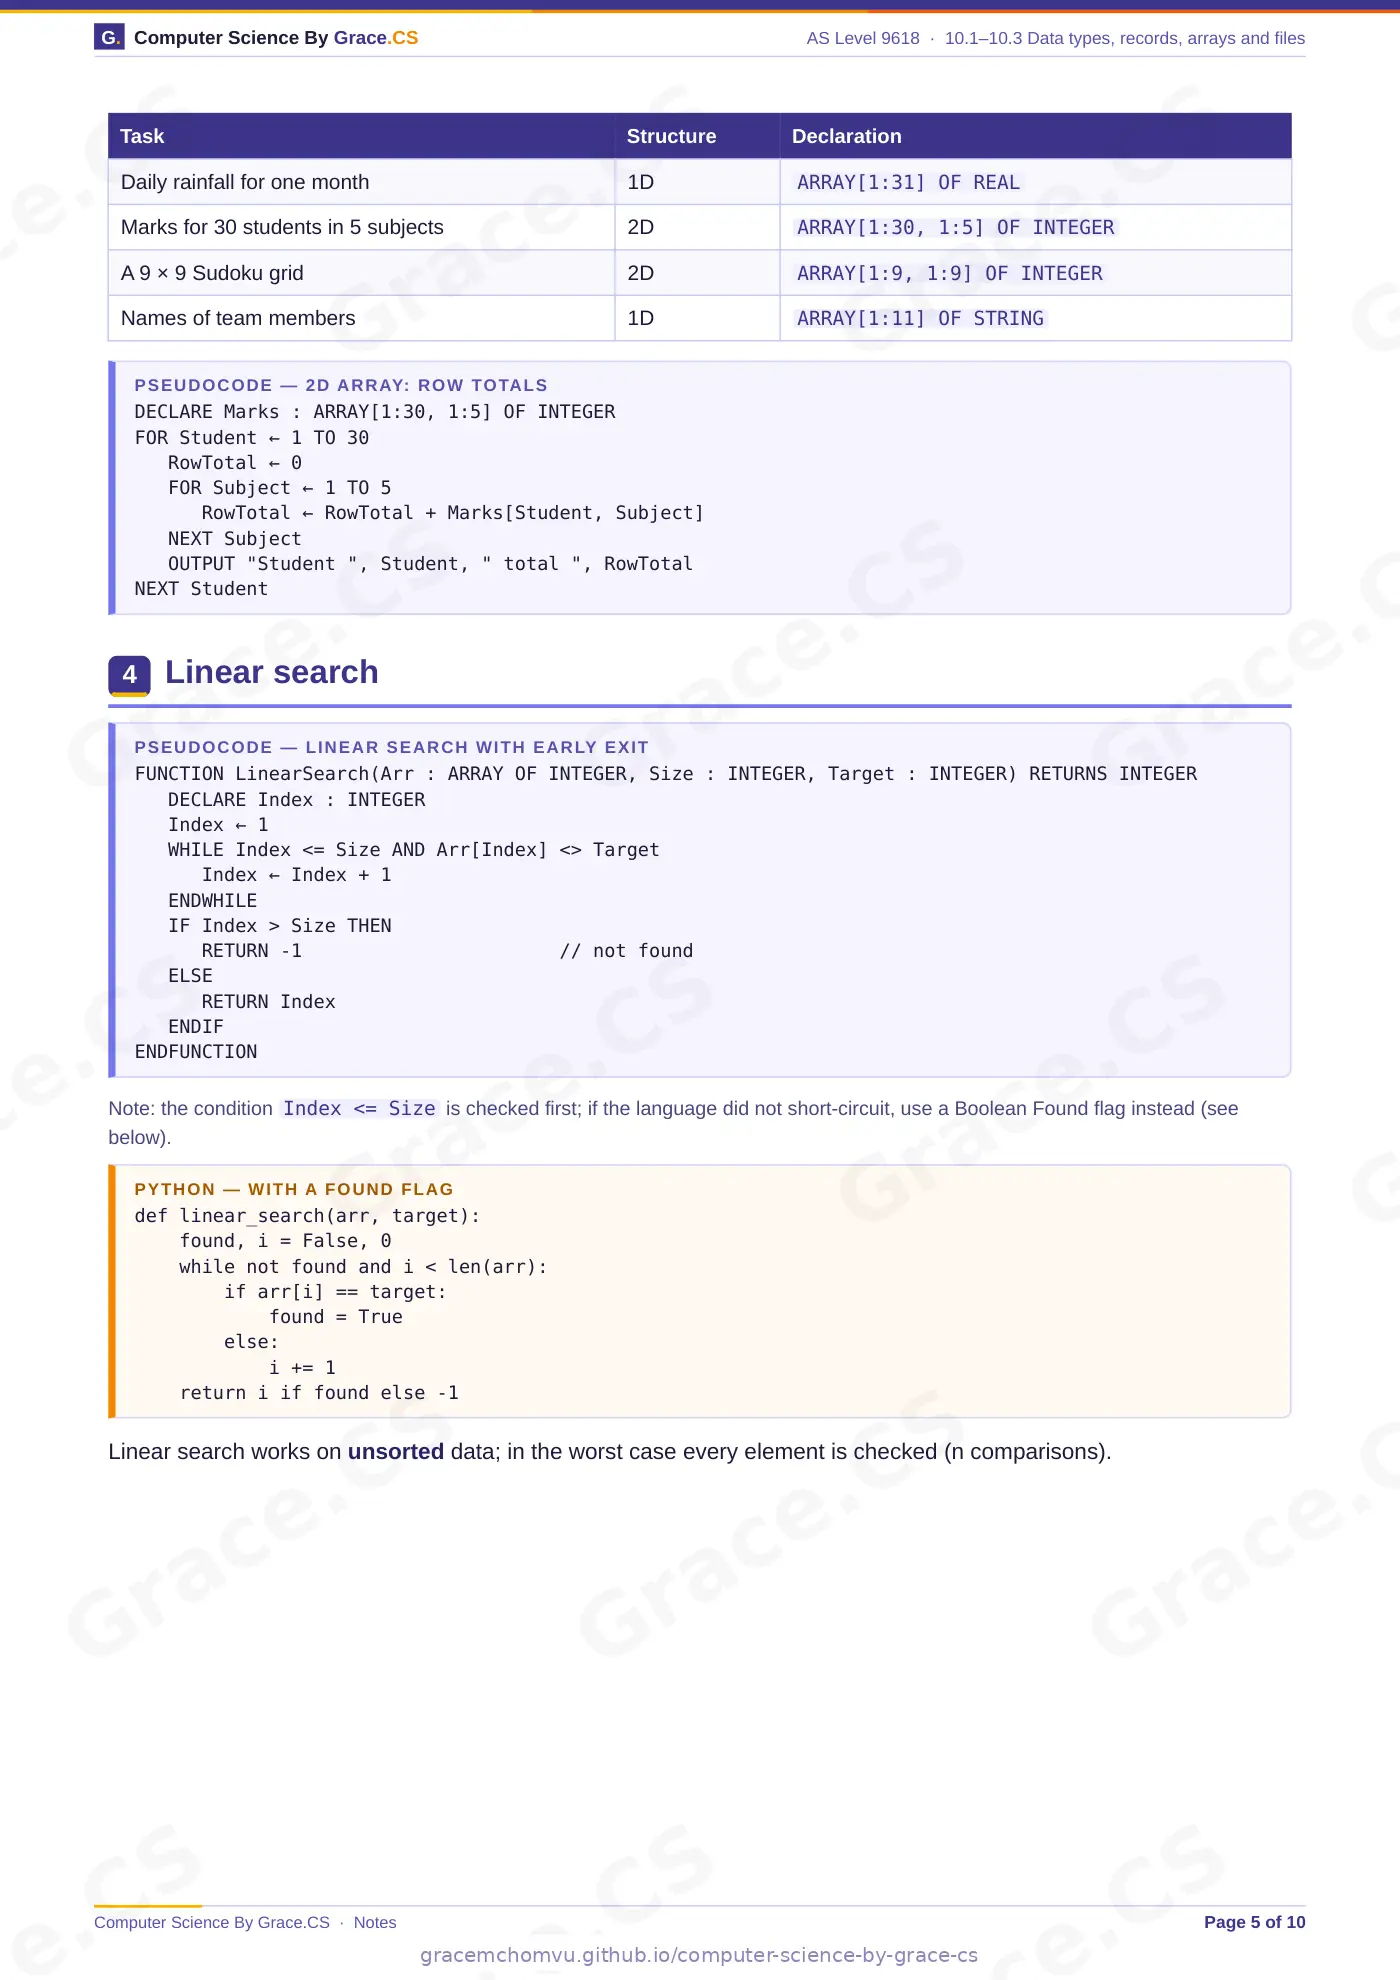 G. Computer Science By Grace.CS
AS Level 9618 · 10.1–10.3 Data types, records, arrays and files
Task Structure Declaration
Daily rainfall for one month 1D ARRAY[1:31] OF REAL
Marks for 30 students in 5 subjects 2D ARRAY[1:30, 1:5] OF INTEGER
A 9 × 9 Sudoku grid 2D ARRAY[1:9, 1:9] OF INTEGER
Names of team members 1D ARRAY[1:11] OF STRING
PSEUDOCODE — 2D ARRAY: ROW TOTALS
DECLARE Marks : ARRAY[1:30, 1:5] OF INTEGER
FOR Student ← 1 TO 30
   RowTotal ← 0
   FOR Subject ← 1 TO 5
      RowTotal ← RowTotal + Marks[Student, Subject]
   NEXT Subject
   OUTPUT "Student ", Student, " total ", RowTotal
NEXT Student
4 Linear search
PSEUDOCODE — LINEAR SEARCH WITH EARLY EXIT
FUNCTION LinearSearch(Arr : ARRAY OF INTEGER, Size : INTEGER, Target : INTEGER) RETURNS INTEGER
   DECLARE Index : INTEGER
   Index ← 1
   WHILE Index <= Size AND Arr[Index] <> Target
      Index ← Index + 1
   ENDWHILE
   IF Index > Size THEN
      RETURN -1                       // not found
   ELSE
      RETURN Index
   ENDIF
ENDFUNCTION
Note: the condition Index <= Size is checked first; if the language did not short-circuit, use a Boolean Found flag instead (see
below).
PYTHON — WITH A FOUND FLAG
def linear_search(arr, target):
    found, i = False, 0
    while not found and i < len(arr):
        if arr[i] == target:
            found = True
        else:
            i += 1
    return i if found else -1
Linear search works on unsorted data; in the worst case every element is checked (n comparisons).
Computer Science By Grace.CS · Notes
Page 5 of 10
gracemchomvu.github.io/computer-science-by-grace-cs